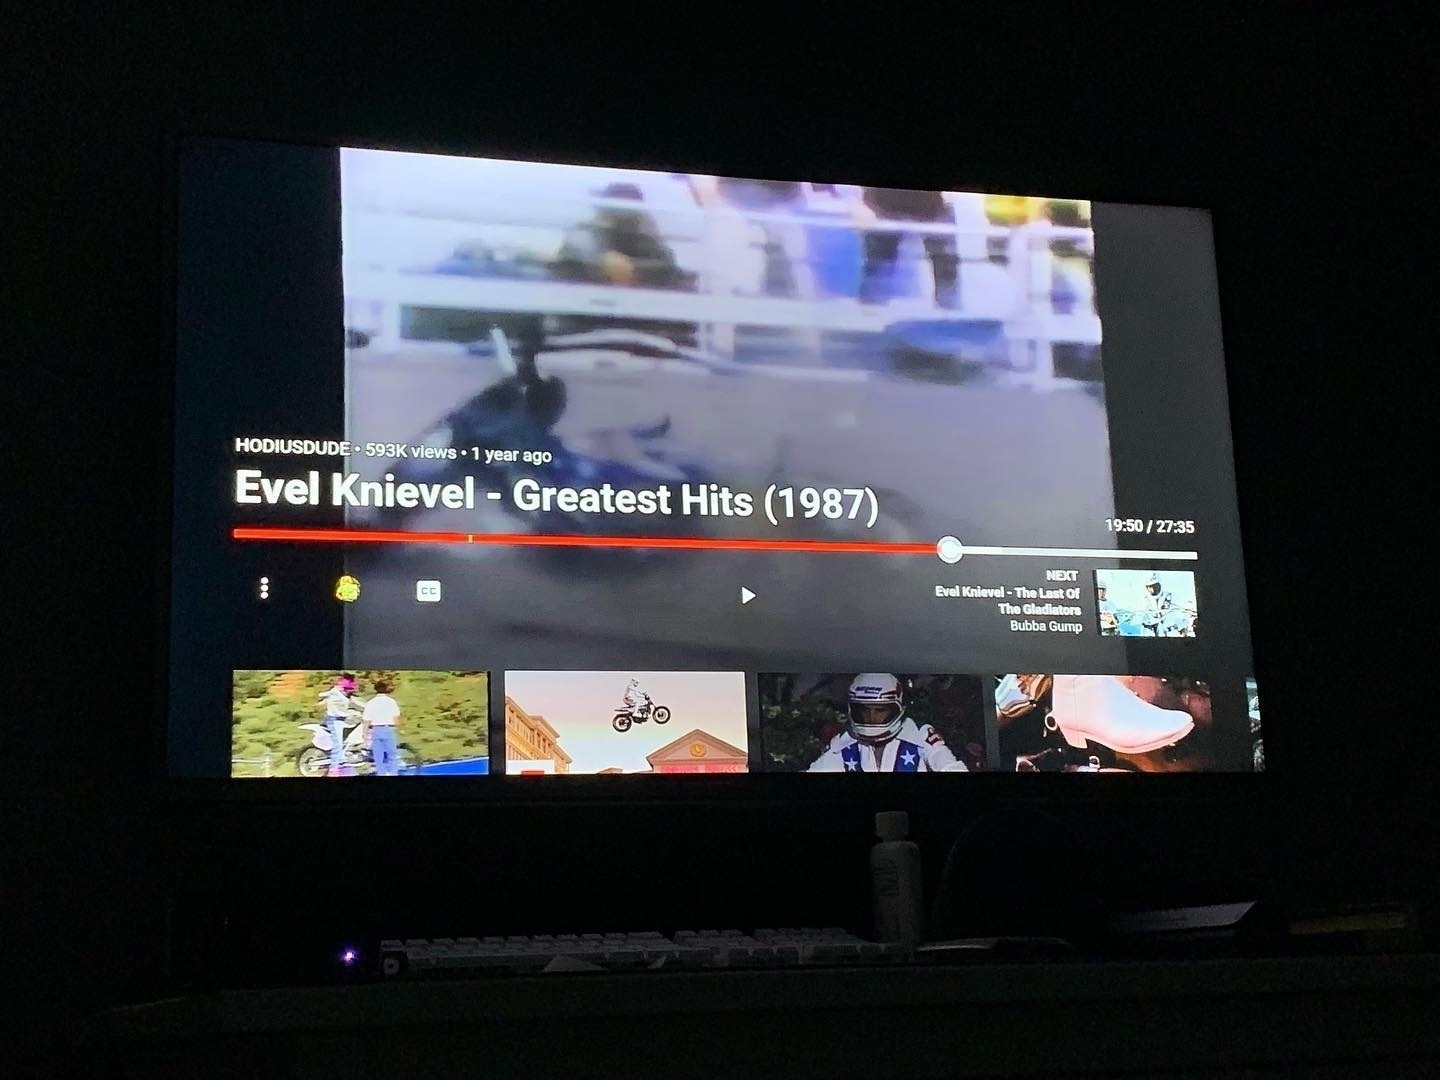 HODIUSDUDE • 593K views • 1 year ago
Evel Knievel - Greatest Hits (1987)
19:50 / 27:35
CC
NEXT
Evel Knievel - The Last Of
The Gladiators
Bubba Gump